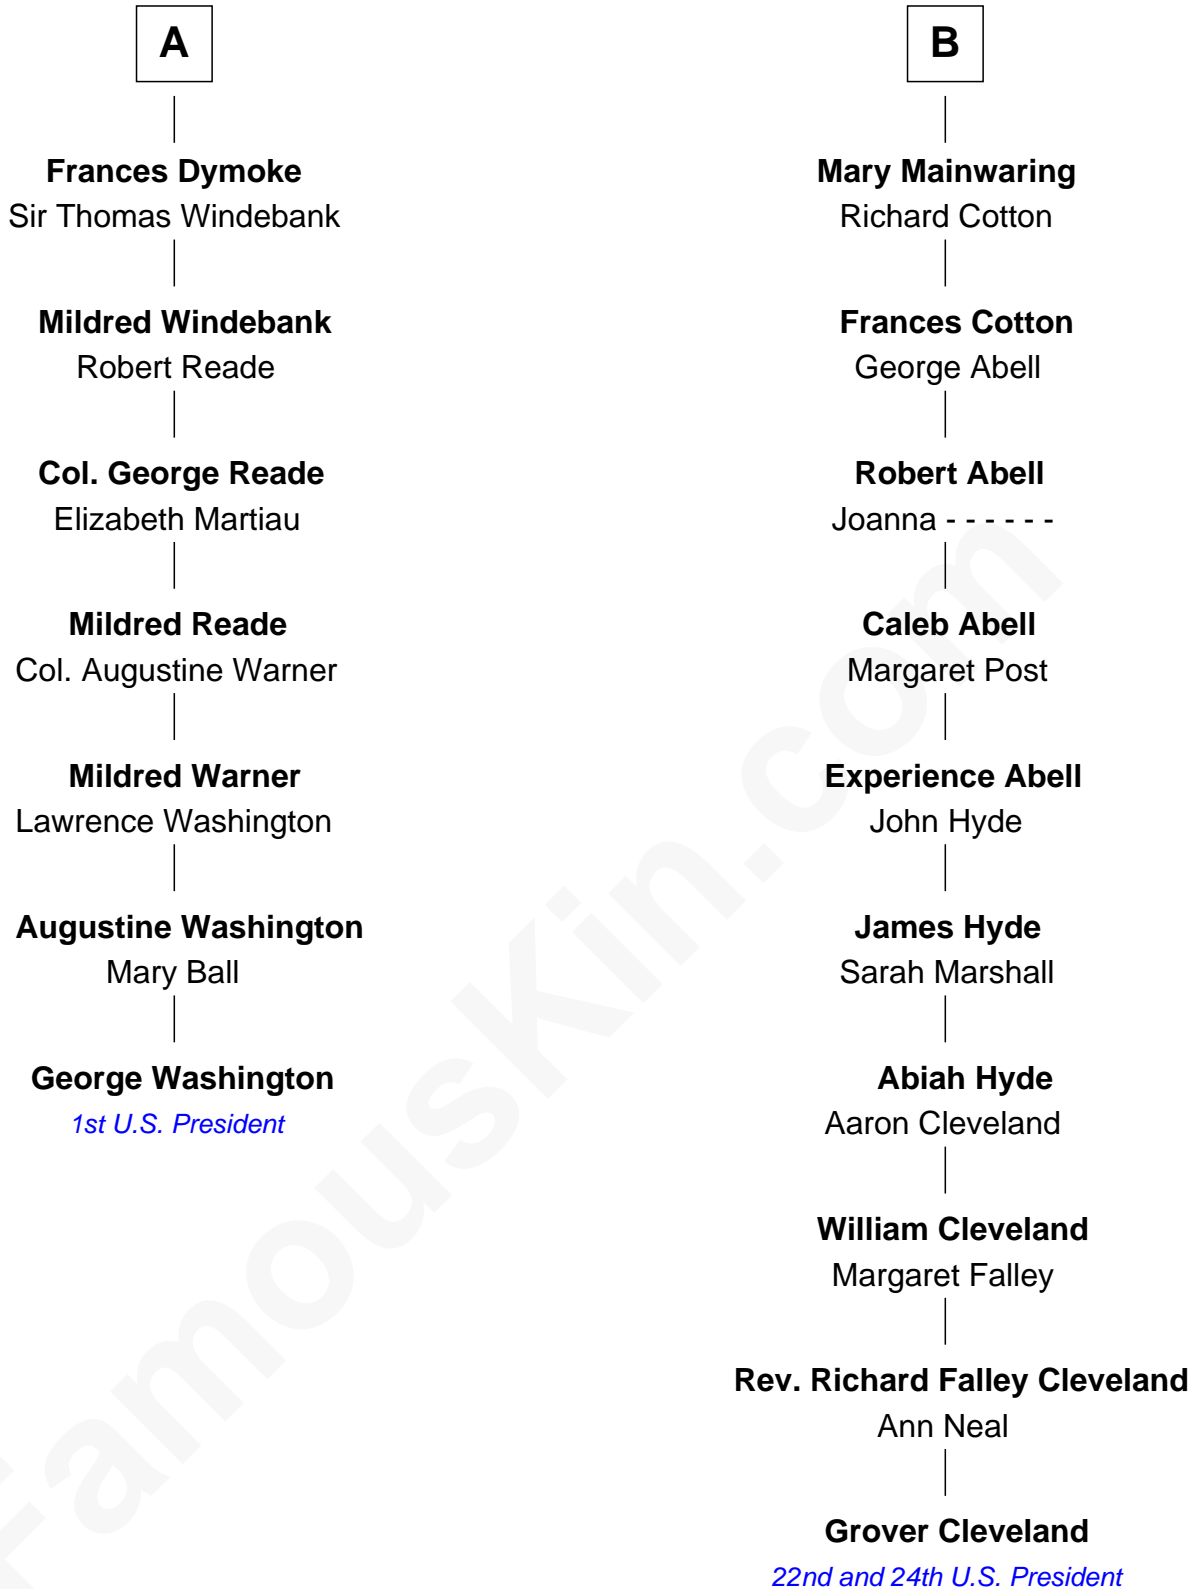 A
Frances Dymoke
Sir Thomas Windebank
Mildred Windebank
Robert Reade
Col. George Reade
Elizabeth Martiau
Mildred Reade
Col. Augustine Warner
Mildred Warner
Lawrence Washington
Augustine Washington
Mary Ball
George Washington
1st U.S. President
B
Mary Mainwaring
Richard Cotton
Frances Cotton
George Abell
Robert Abell
Joanna - - - - - -
Caleb Abell
Margaret Post
Experience Abell
John Hyde
James Hyde
Sarah Marshall
Abiah Hyde
Aaron Cleveland
William Cleveland
Margaret Falley
Rev. Richard Falley Cleveland
Ann Neal
Grover Cleveland
22nd and 24th U.S. President
FamousKin.com